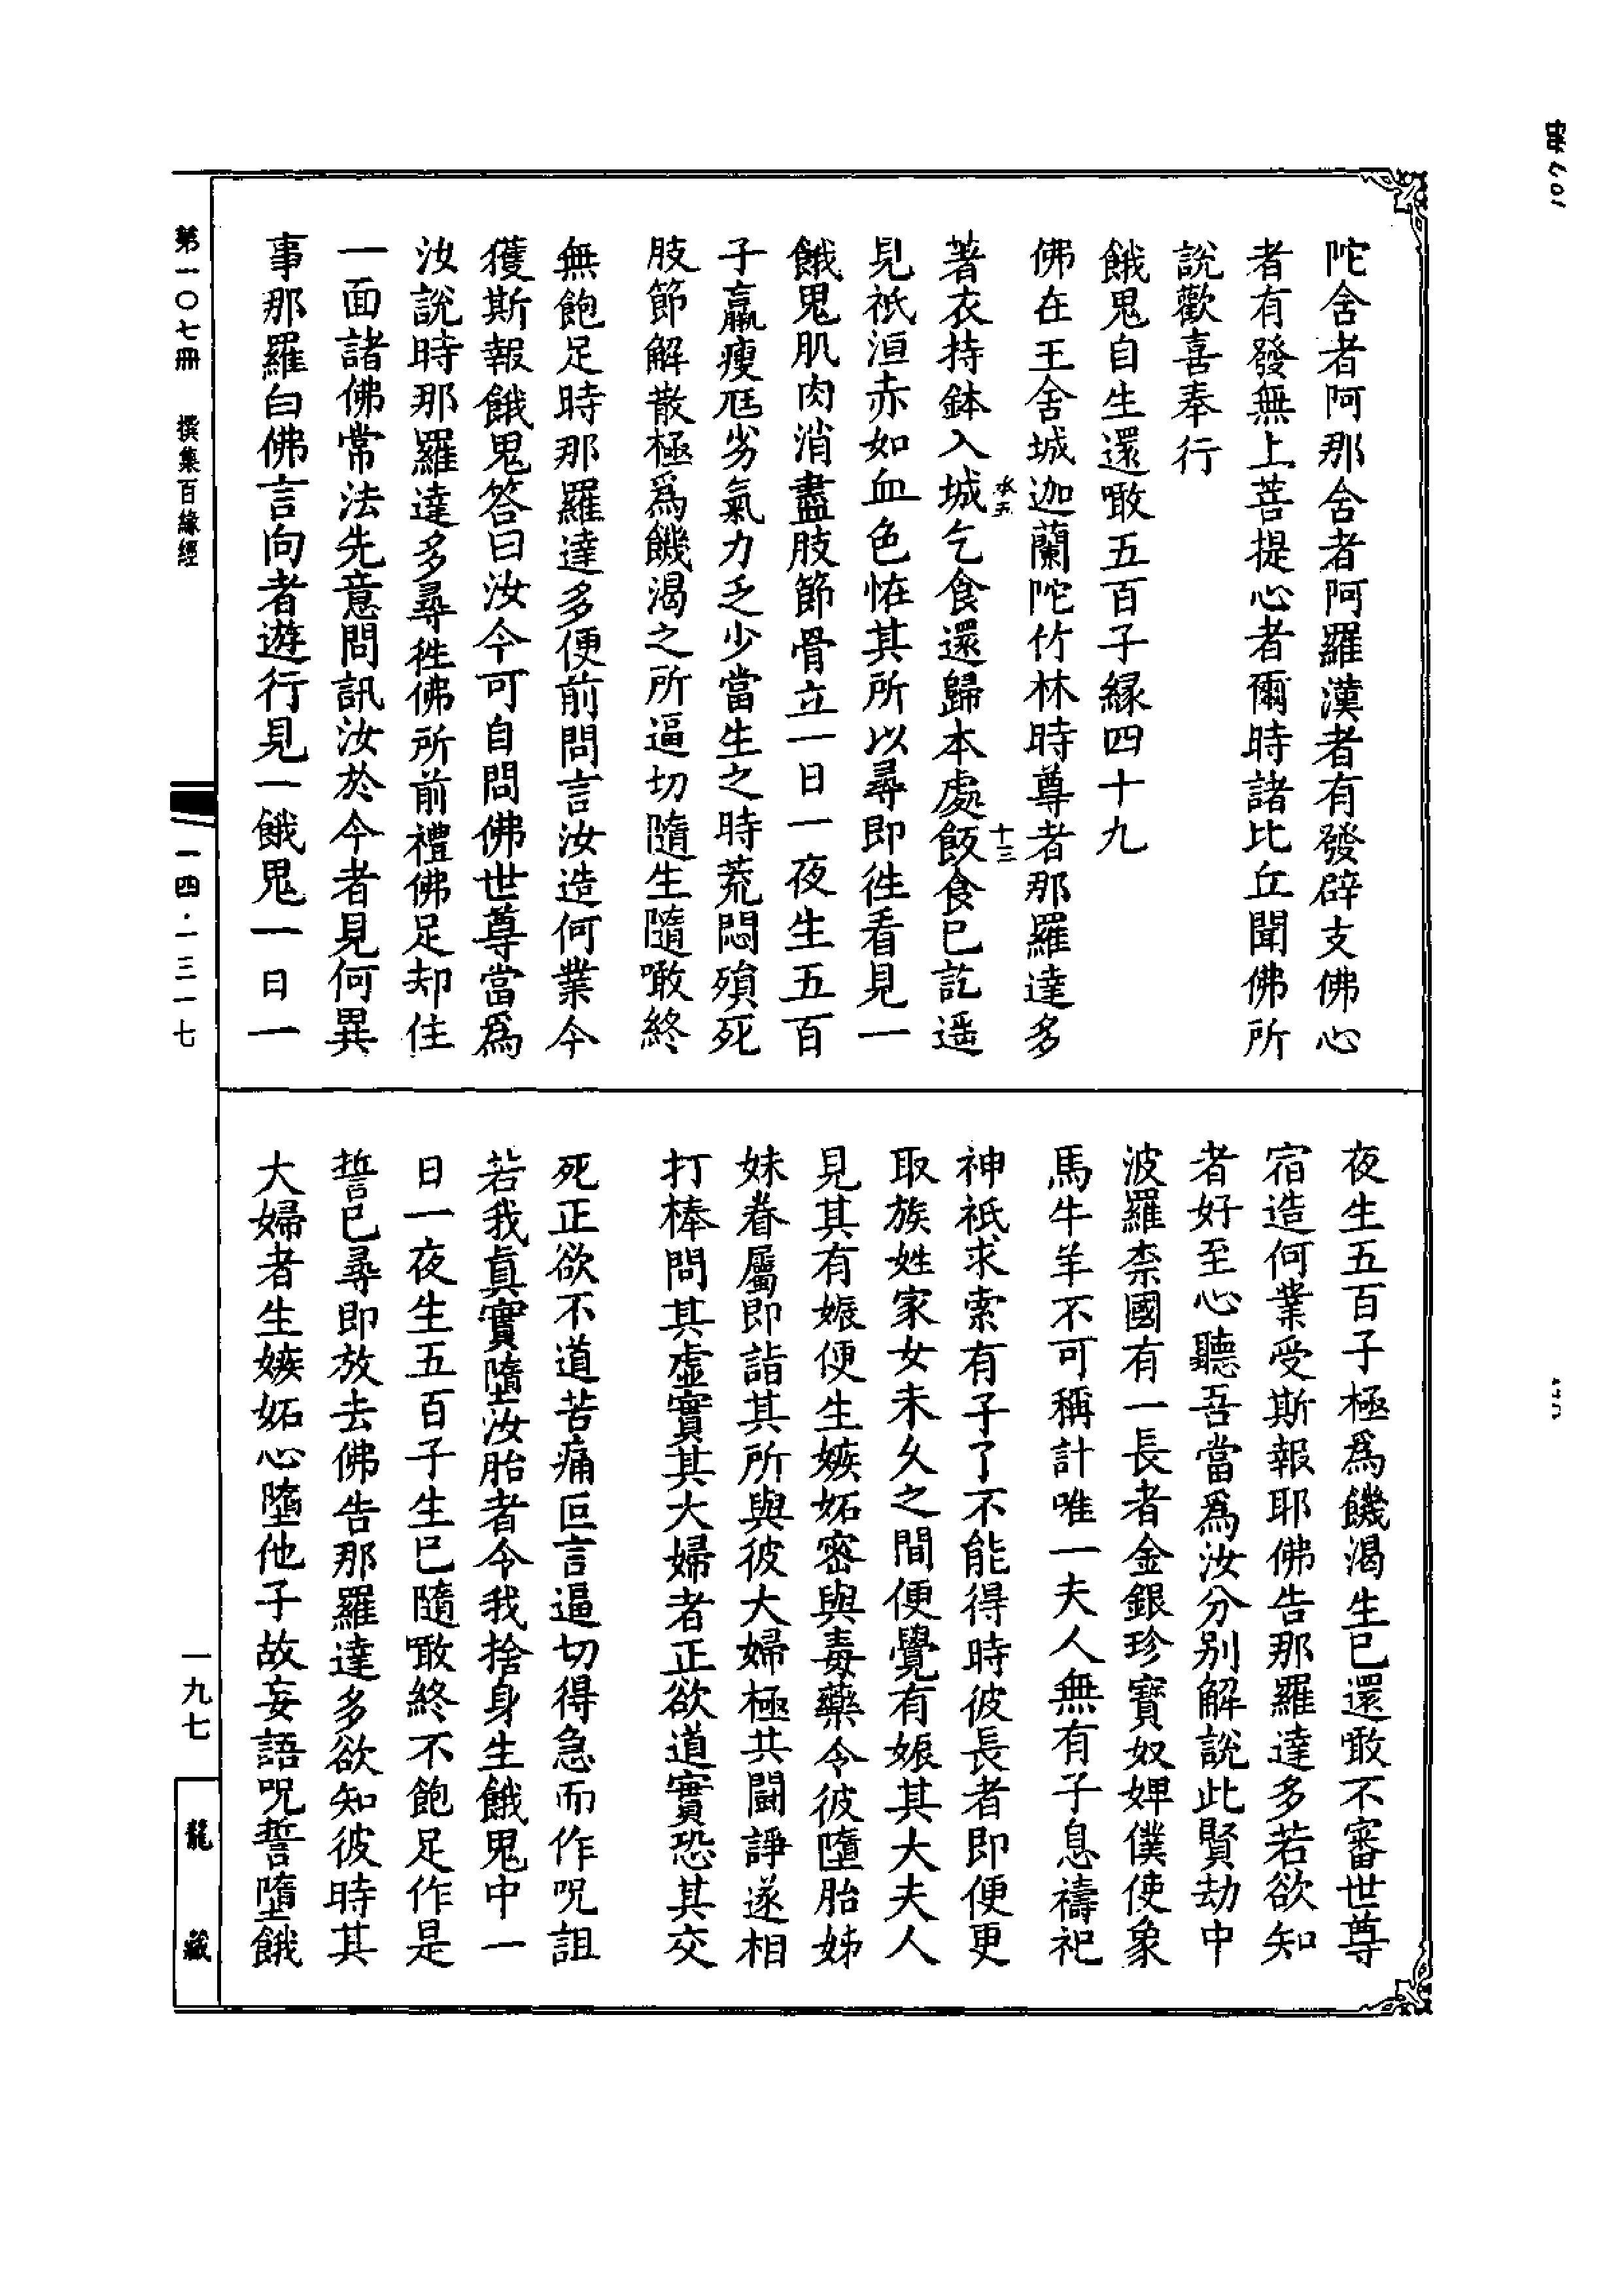 陀含者阿那含者阿羅漢者有發辟支佛心
者有發無上菩提心者爾時諸比丘聞佛所
說歡喜奉行
餓鬼自生還噉五百子緣四十九
佛在王舍城迦蘭陀竹林時尊者那羅達多
著衣持鉢入城乞食還歸本處飯食已訖遥
見祇洹赤如血色恠其所以尋即徃看見一
餓鬼肌肉消盡肢節骨立一日一夜生五百
子羸瘦尫劣氣力乏少當生之時荒悶殞死
肢節解散極爲饑渴之所逼切隨生隨噉終
無飽足時那羅達多便前問言汝造何業今
獲斯報餓鬼答曰汝今可自問佛世尊當爲
汝說時那羅達多尋徃佛所前禮佛足却住
一面諸佛常法先意問訊汝於今者見何異
事那羅白佛言向者遊行見一餓鬼一日一
夜生五百子極爲饑渴生已還噉不審世尊
宿造何業受斯報耶佛告那羅達多若欲知
者好至心聽吾當爲汝分别解說此賢劫中
波羅柰國有一長者金銀珍寶奴婢僕使象
馬牛羊不可稱計唯一夫人無有子息禱祀
神祇求索有子了不能得時彼長者即便更
取族姓家女未久之間便覺有娠其大夫人
見其有娠便生嫉妬密與毒藥令彼墮胎姊
妹眷屬即詣其所與彼大婦極共鬪諍遂相
打棒問其虛實其大婦者正欲道實恐其交
死正欲不道苦痛叵言逼切得急而作呪詛
若我真實墮汝胎者令我捨身生餓鬼中一
日一夜生五百子生已隨噉終不飽足作是
誓已尋即放去佛告那羅達多欲知彼時其
大婦者生嫉妬心墮他子故妄語呪誓墮餓
第一〇七冊 撰集百緣經
一四·一三一七
一九七
龍藏
氶五
十三